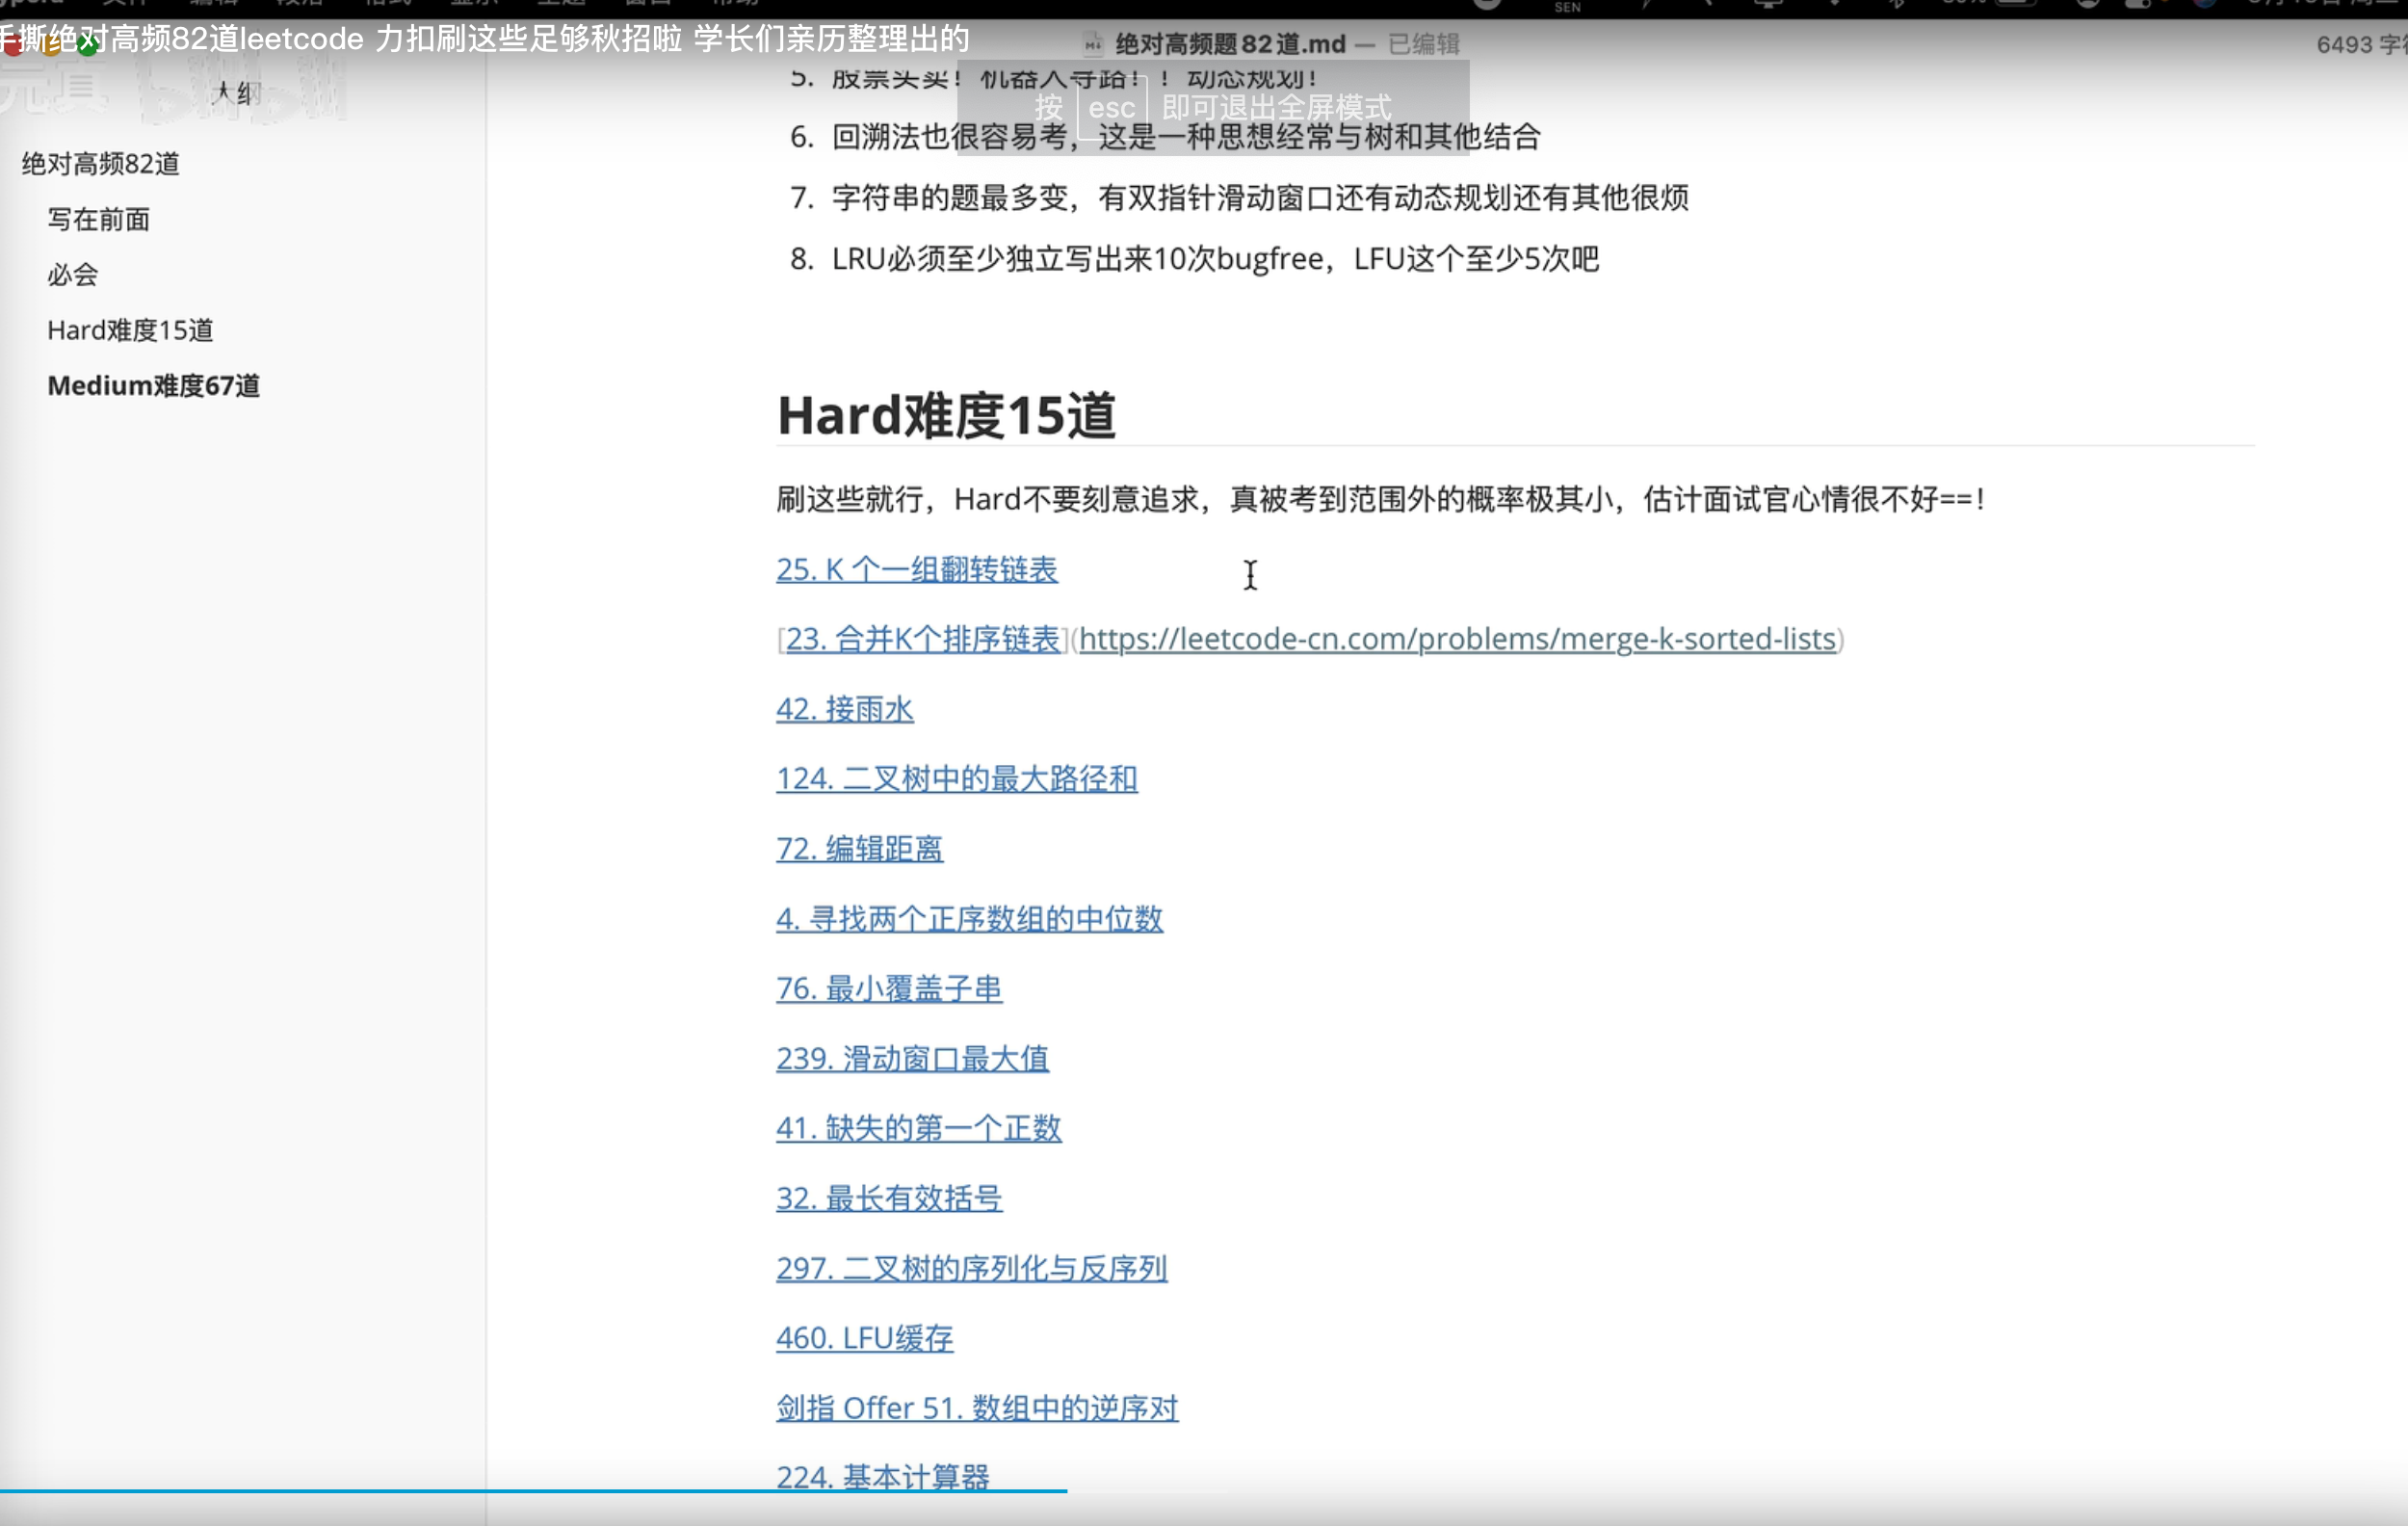 SEN
手撕绝对高频82道leetcode 力扣刷这些足够秋招啦 学长们亲历整理出的
绝对高频题82道.md — 已编辑
6493 字符
大纲
按 esc 即可退出全屏模式
绝对高频82道
写在前面
必会
Hard难度15道
Medium难度67道
5. 股票买卖！机器人寻路！！动态规划！
6. 回溯法也很容易考，这是一种思想经常与树和其他结合
7. 字符串的题最多变，有双指针滑动窗口还有动态规划还有其他很烦
8. LRU必须至少独立写出来10次bugfree，LFU这个至少5次吧
Hard难度15道
刷这些就行，Hard不要刻意追求，真被考到范围外的概率极其小，估计面试官心情很不好==！
25. K 个一组翻转链表
[23. 合并K个排序链表](https://leetcode-cn.com/problems/merge-k-sorted-lists)
42. 接雨水
124. 二叉树中的最大路径和
72. 编辑距离
4. 寻找两个正序数组的中位数
76. 最小覆盖子串
239. 滑动窗口最大值
41. 缺失的第一个正数
32. 最长有效括号
297. 二叉树的序列化与反序列
460. LFU缓存
剑指 Offer 51. 数组中的逆序对
224. 基本计算器